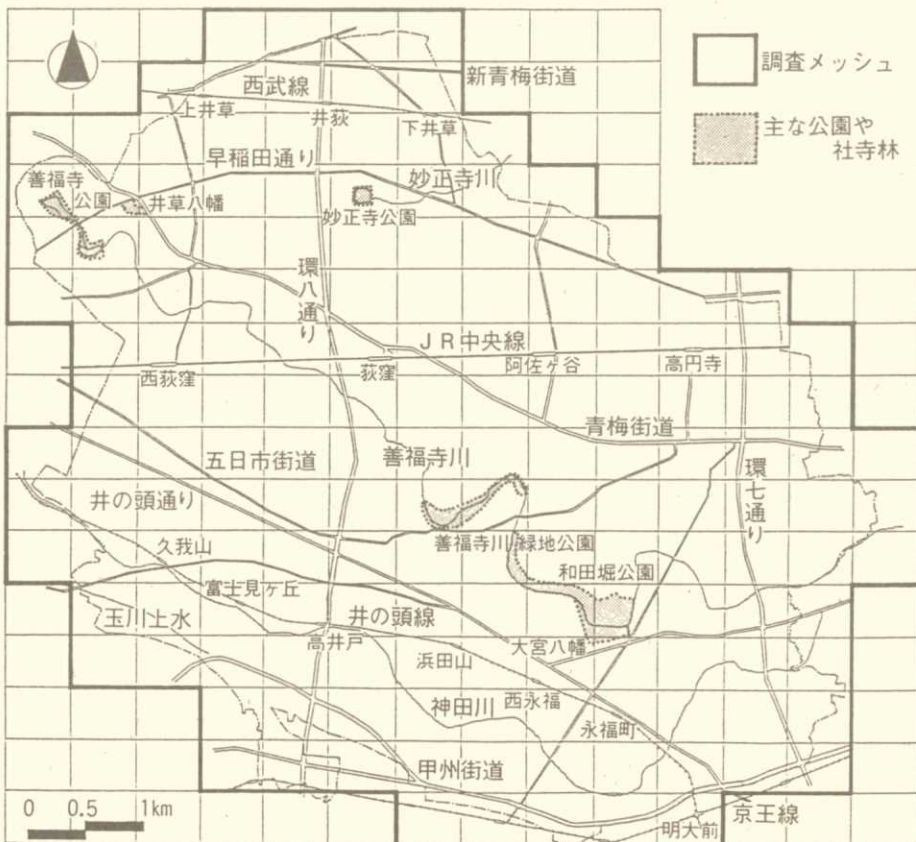 新青梅街道
西武線
上井草
井荻
下井草
早稲田通り
妙正寺川
善福寺
公園
井草八幡
妙正寺公園
環八通り
JR中央線
西荻窪
荻窪
阿佐ヶ谷
高円寺
青梅街道
五日市街道
善福寺川
環七通り
井の頭通り
善福寺川緑地公園
久我山
和田堀公園
富士見ヶ丘
玉川上水
井の頭線
大宮八幡
高井戸
浜田山
神田川
西永福
永福町
甲州街道
明大前
京王線
0 0.5 1km
調査メッシュ
主な公園や
社寺林